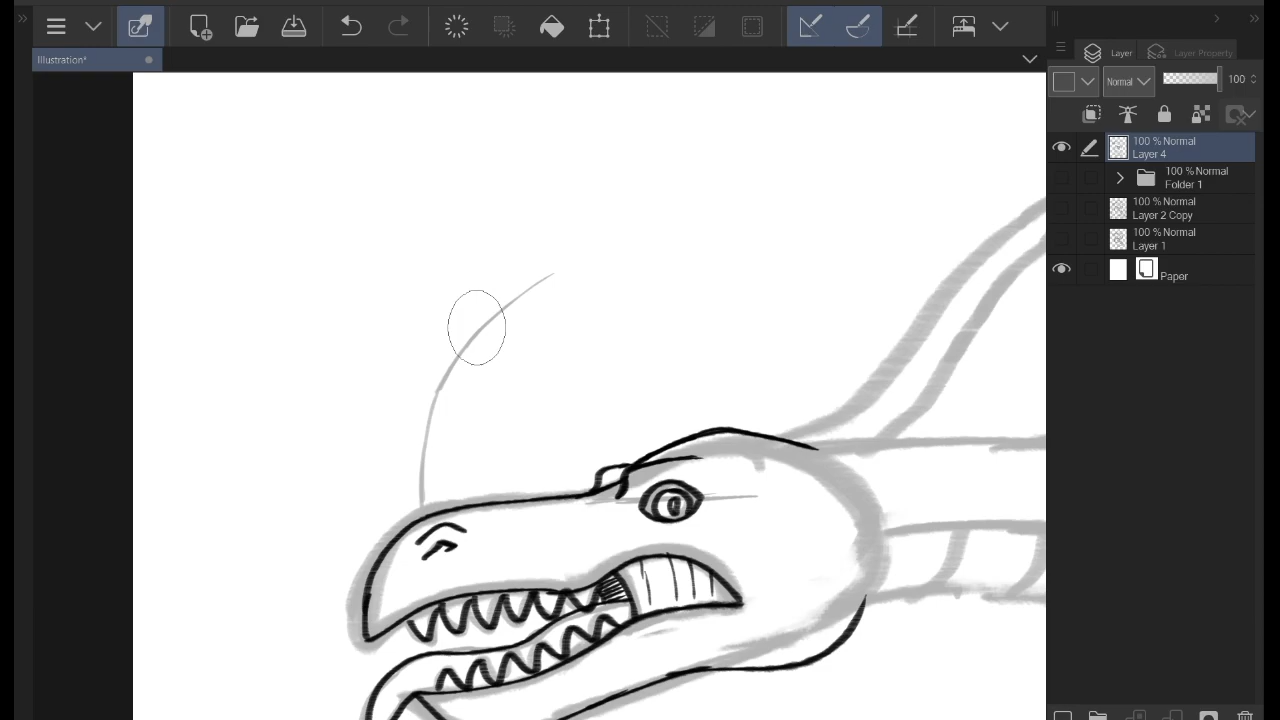 Illustration*
Layer
Layer Property
Normal
100
100 % Normal
Layer 4
100 % Normal
Folder 1
100 % Normal
Layer 2 Copy
100 % Normal
Layer 1
Paper